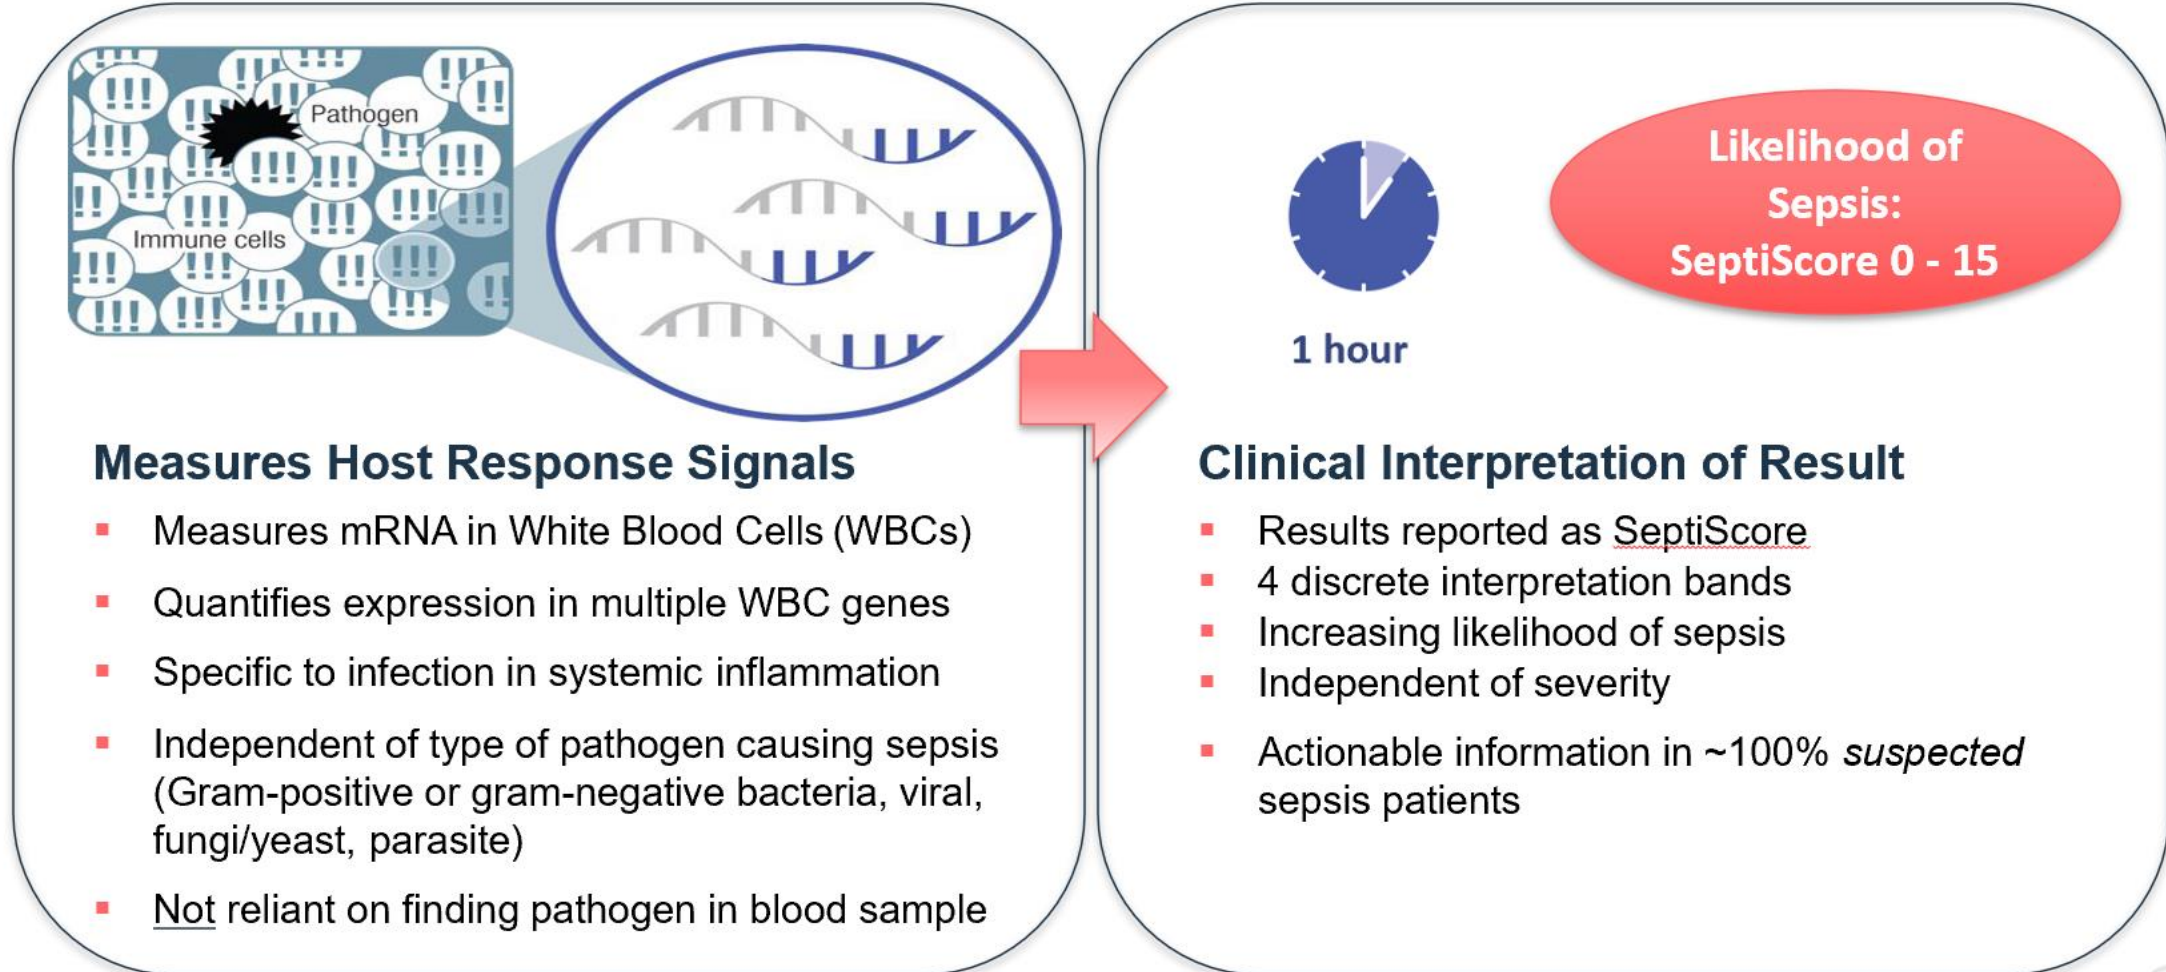 Pathogen
Immune cells
Measures Host Response Signals
Measures mRNA in White Blood Cells (WBCs)
Quantifies expression in multiple WBC genes
Specific to infection in systemic inflammation
Independent of type of pathogen causing sepsis
(Gram-positive or gram-negative bacteria, viral,
fungi/yeast, parasite)
Not reliant on finding pathogen in blood sample
1 hour
Likelihood of
Sepsis:
SeptiScore 0 - 15
Clinical Interpretation of Result
Results reported as SeptiScore
4 discrete interpretation bands
Increasing likelihood of sepsis
Independent of severity
Actionable information in ~100% suspected
sepsis patients